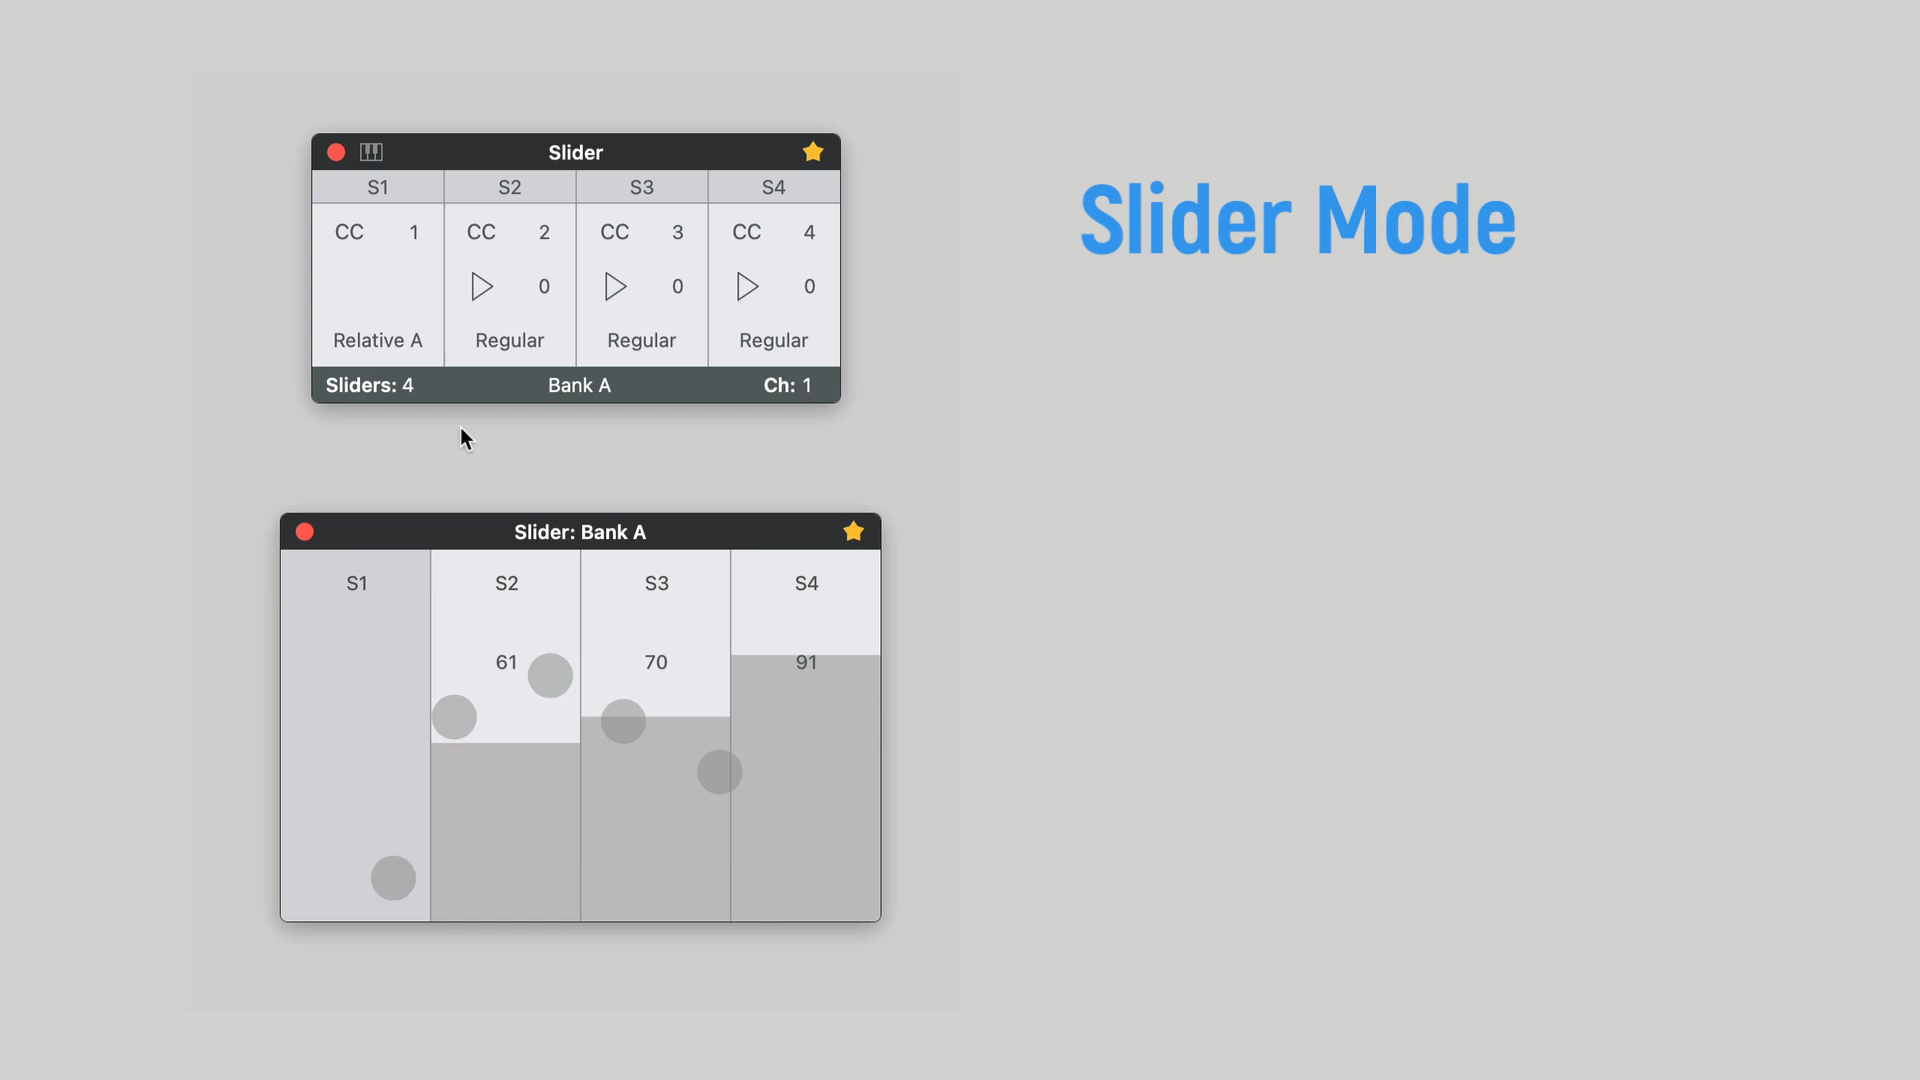 Slider
S1 S2 S3 S4
CC 1 CC 2 CC 3 CC 4
0 0 0
Relative A Regular Regular Regular
Sliders: 4 Bank A Ch: 1
Slider: Bank A
S1 S2 S3 S4
61 70 91
Slider Mode